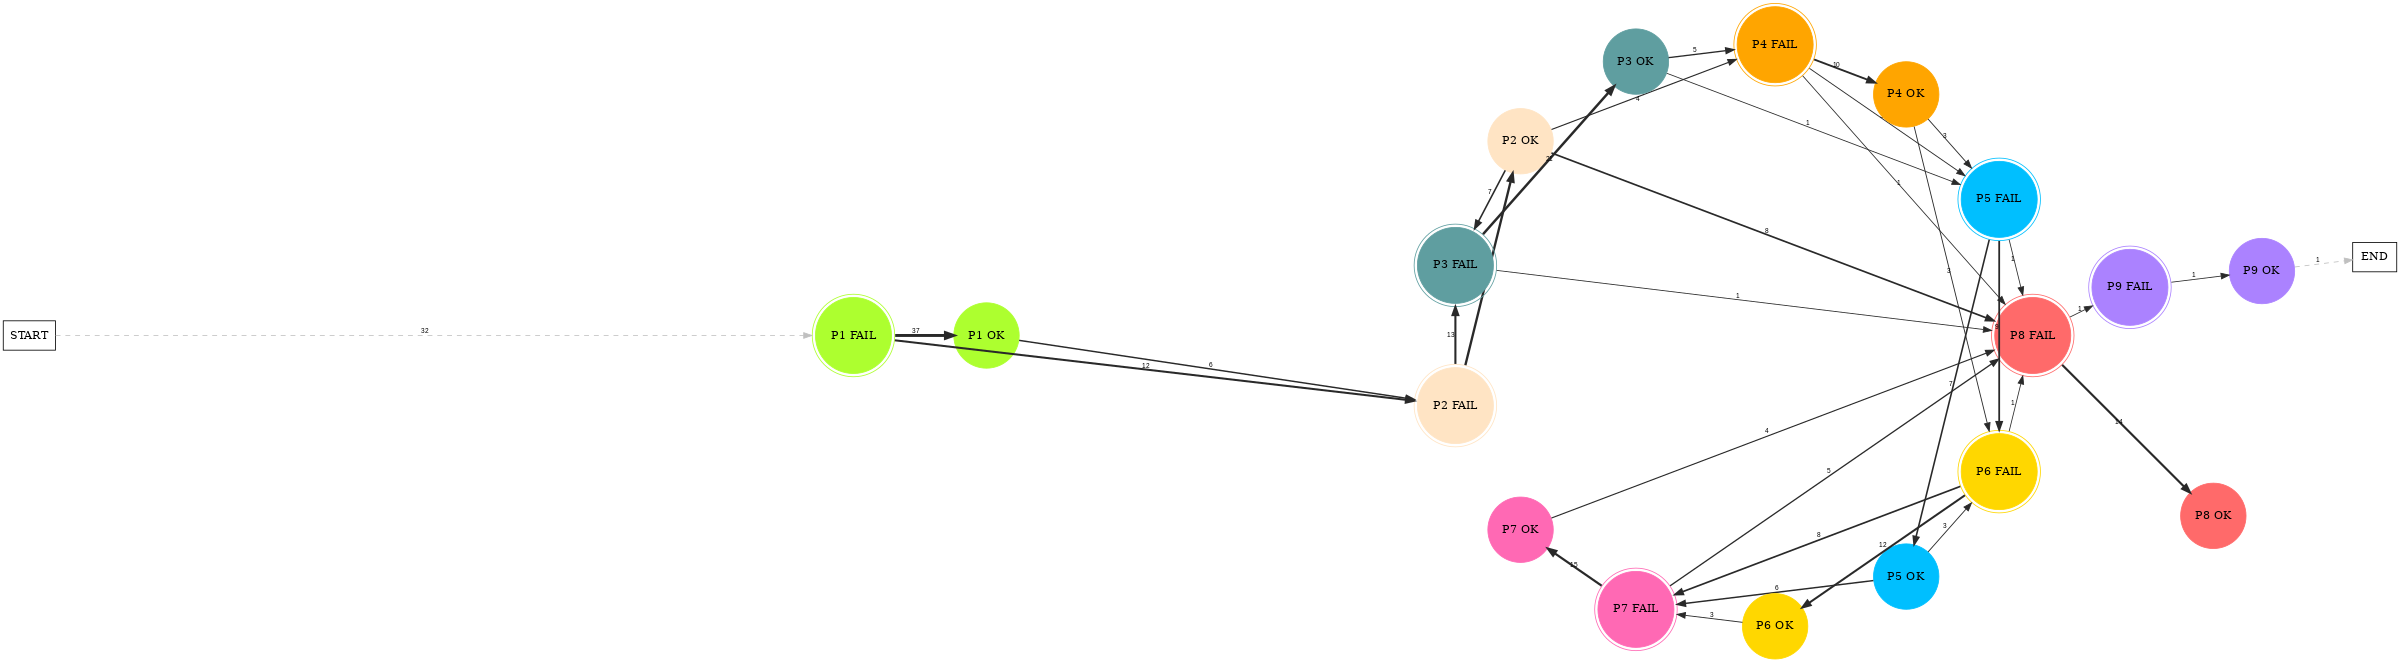 START
32
P1 FAIL
37
P1 OK
12
6
P2 FAIL
13
P3 FAIL
7
P2 OK
P3 OK
5
4
P4 FAIL
10
P4 OK
1
3
1
P5 FAIL
8
1
3
1
7
P8 FAIL
1
P9 FAIL
1
P9 OK
1
END
4
5
1
P6 FAIL
14
P8 OK
8
12
3
P5 OK
6
3
P6 OK
P7 FAIL
15
P7 OK